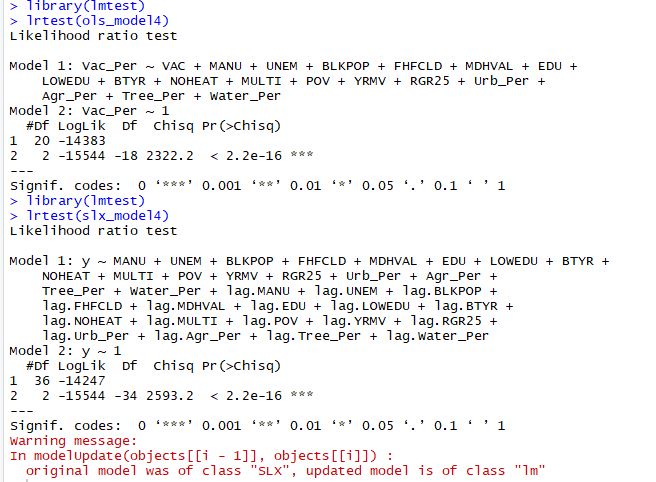 > library(lmtest)
> lrtest(ols_model4)
Likelihood ratio test

Model 1: Vac_Per ~ VAC + MANU + UNEM + BLKPOP + FHFCLD + MDHVAL + EDU +
    LOWEDU + BTYR + NOHEAT + MULTI + POV + YRMV + RGR25 + Urb_Per +
    Agr_Per + Tree_Per + Water_Per
Model 2: Vac_Per ~ 1
  #Df LogLik  Df  Chisq Pr(>Chisq)
1  20 -14383
2   2 -15544 -18 2322.2  < 2.2e-16 ***
---
Signif. codes:  0 ‘***’ 0.001 ‘**’ 0.01 ‘*’ 0.05 ‘.’ 0.1 ‘ ’ 1
> library(lmtest)
> lrtest(slx_model4)
Likelihood ratio test

Model 1: y ~ MANU + UNEM + BLKPOP + FHFCLD + MDHVAL + EDU + LOWEDU + BTYR +
    NOHEAT + MULTI + POV + YRMV + RGR25 + Urb_Per + Agr_Per +
    Tree_Per + Water_Per + lag.MANU + lag.UNEM + lag.BLKPOP +
    lag.FHFCLD + lag.MDHVAL + lag.EDU + lag.LOWEDU + lag.BTYR +
    lag.NOHEAT + lag.MULTI + lag.POV + lag.YRMV + lag.RGR25 +
    lag.Urb_Per + lag.Agr_Per + lag.Tree_Per + lag.Water_Per
Model 2: y ~ 1
  #Df LogLik  Df  Chisq Pr(>Chisq)
1  36 -14247
2   2 -15544 -34 2593.2  < 2.2e-16 ***
---
Signif. codes:  0 ‘***’ 0.001 ‘**’ 0.01 ‘*’ 0.05 ‘.’ 0.1 ‘ ’ 1
Warning message:
In modelUpdate(objects[[i - 1]], objects[[i]]) :
  original model was of class "SLX", updated model is of class "lm"